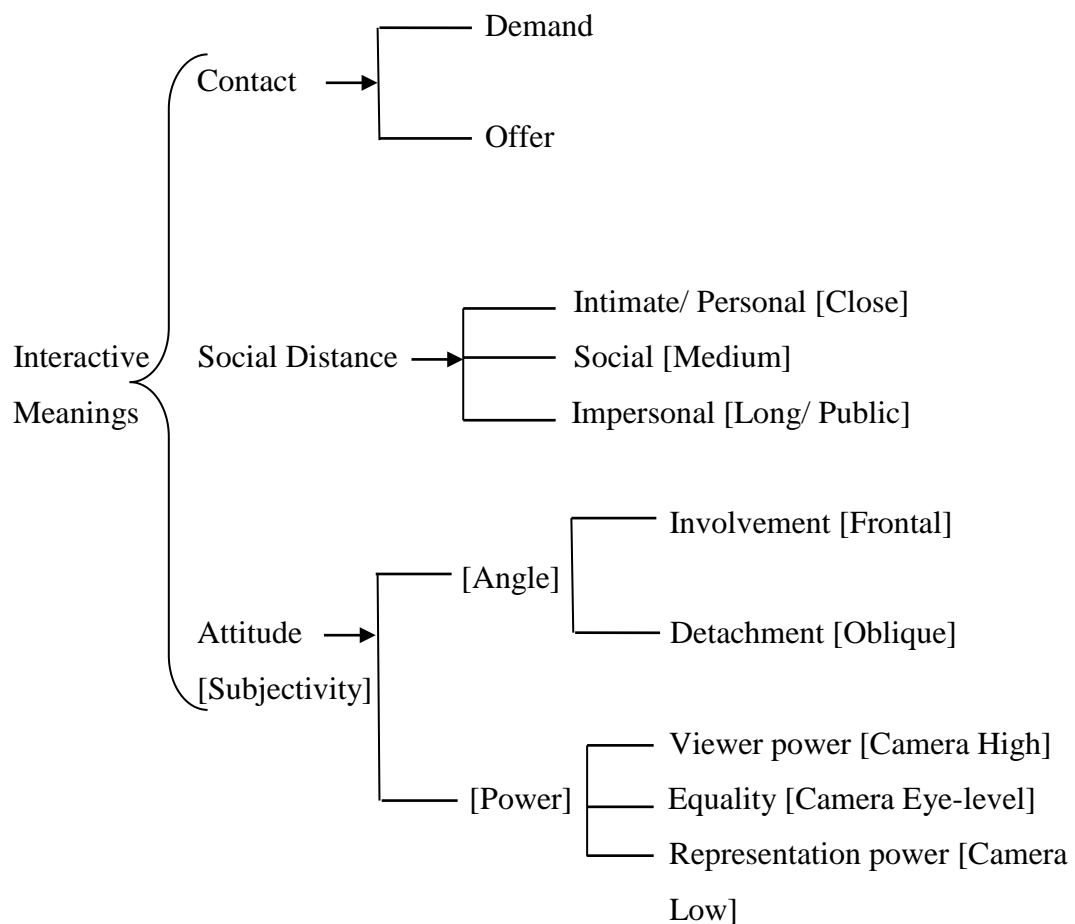 Demand
Contact
Offer
Intimate/ Personal [Close]
Interactive
Meanings
Social Distance
Social [Medium]
Impersonal [Long/ Public]
Involvement [Frontal]
[Angle]
Attitude
[Subjectivity]
Detachment [Oblique]
Viewer power [Camera High]
[Power]
Equality [Camera Eye-level]
Representation power [Camera
Low]